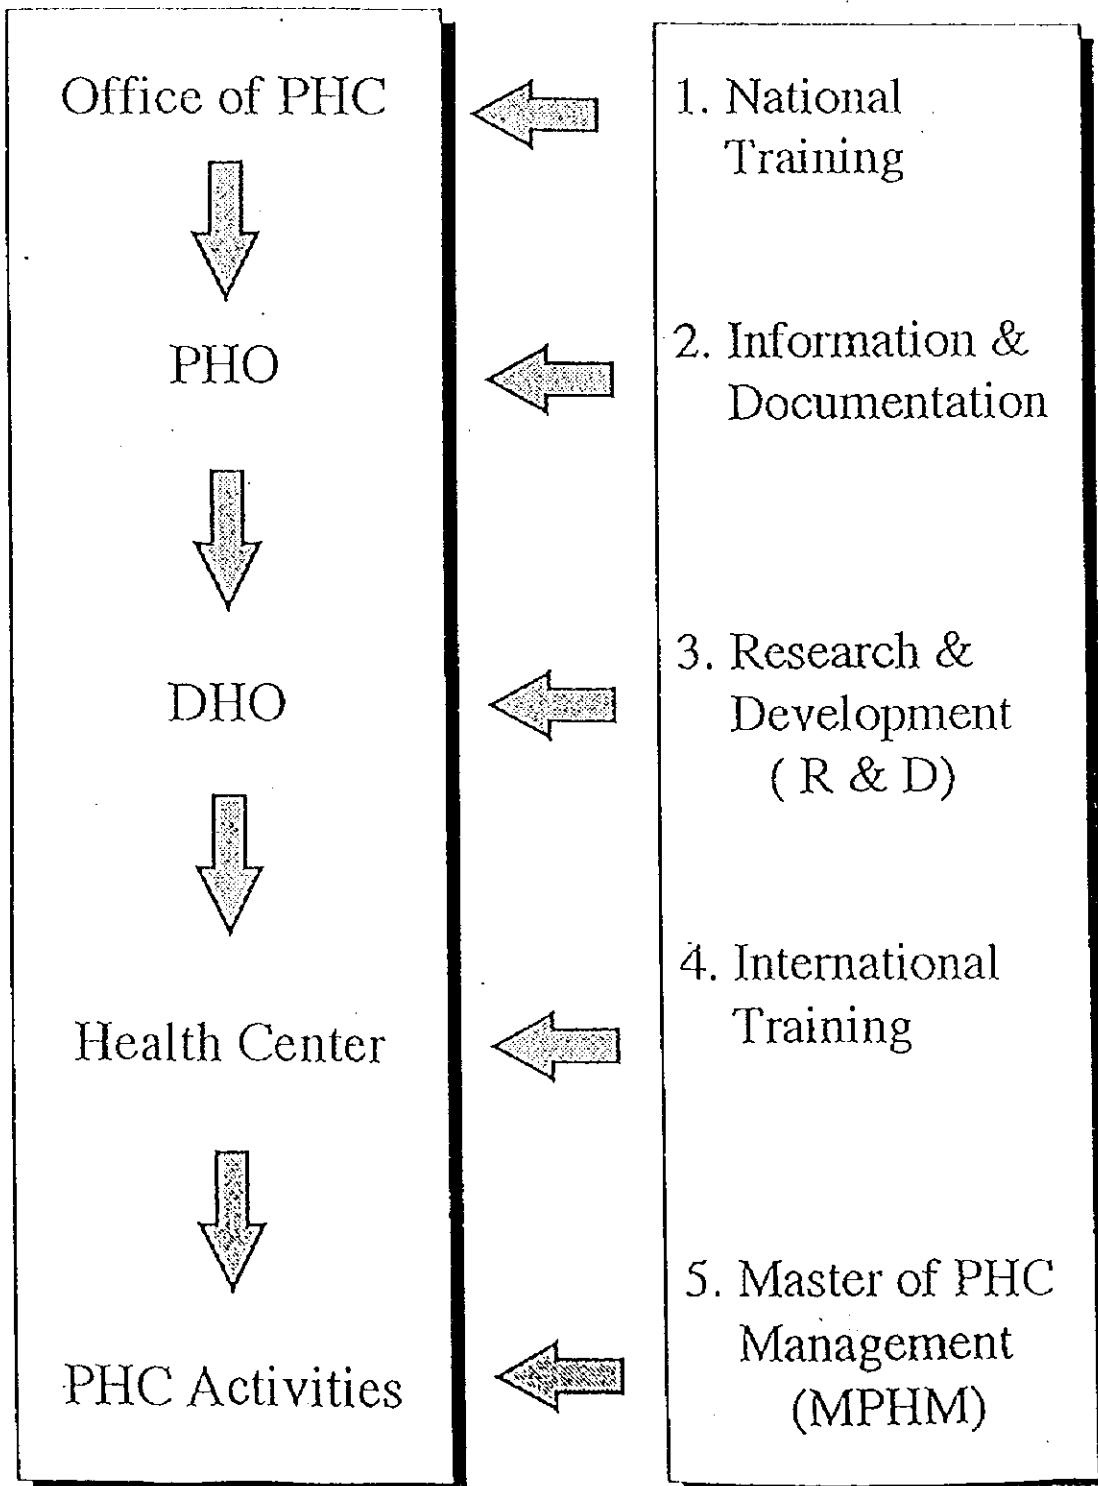 Office of PHC
PHO
DHO
Health Center
PHC Activities
1. National
Training
2. Information &
Documentation
3. Research &
Development
( R & D)
4. International
Training
5. Master of PHC
Management
(MPHM)